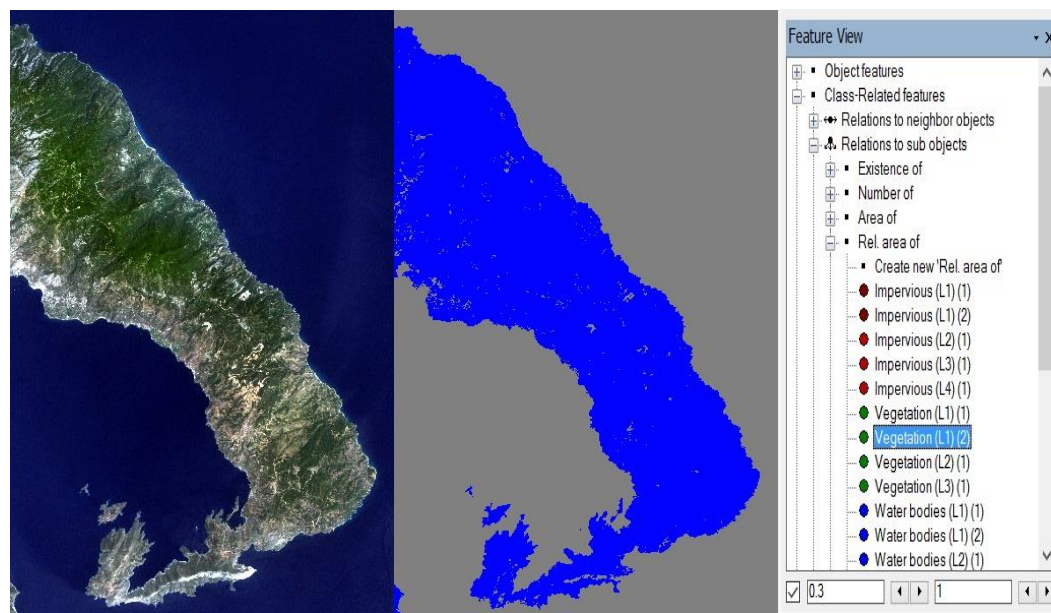 Feature View
Object features
Class-Related features
Relations to neighbor objects
Relations to sub objects
Existence of
Number of
Area of
Rel. area of
Create new 'Rel. area of'
Impervious (L1) (1)
Impervious (L1) (2)
Impervious (L2) (1)
Impervious (L3) (1)
Impervious (L4) (1)
Vegetation (L1) (1)
Vegetation (L1) (2)
Vegetation (L2) (1)
Vegetation (L3) (1)
Water bodies (L1) (1)
Water bodies (L1) (2)
Water bodies (L2) (1)
0.3 1